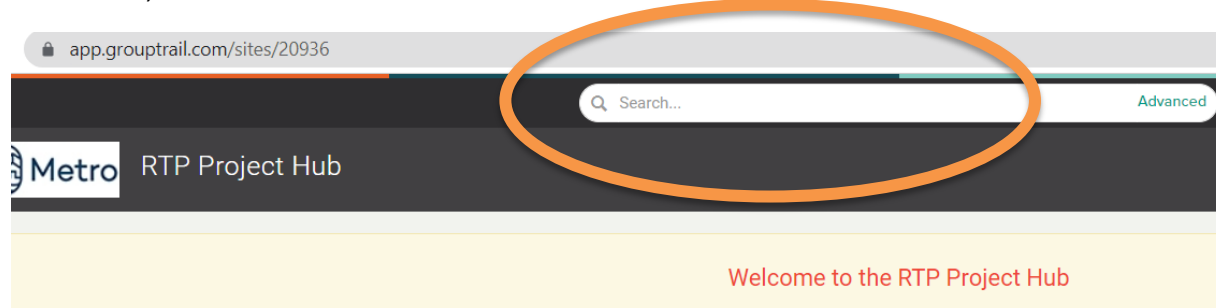 app.grouptrail.com/sites/20936
Search...
Advanced
Metro
RTP Project Hub
Welcome to the RTP Project Hub